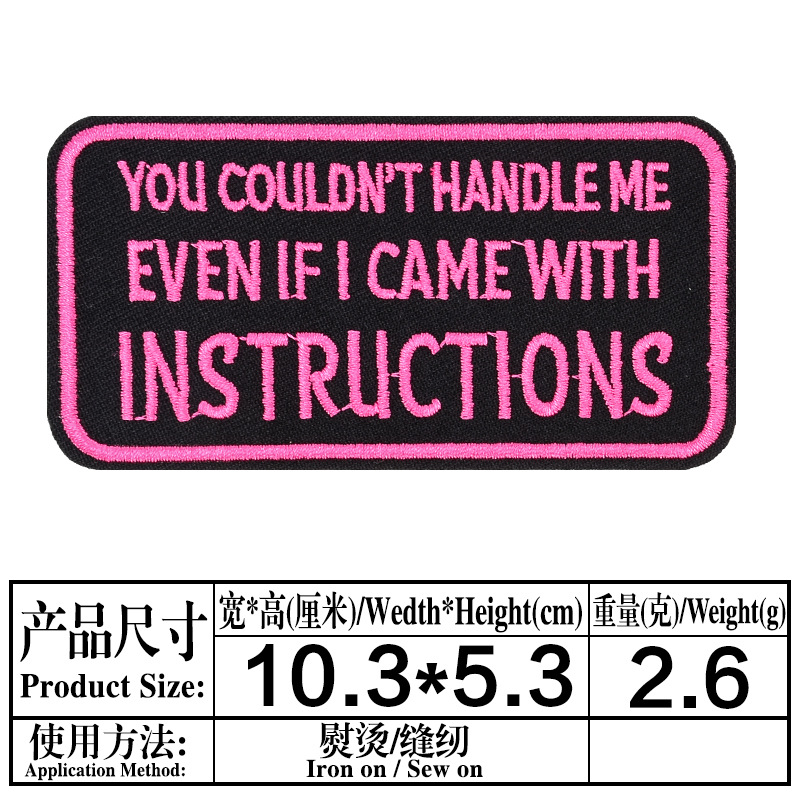 YOU COULDN'T HANDLE ME
EVEN IF I CAME WITH
INSTRUCTIONS
产品尺寸
Product Size:
宽*高(厘米)/Wedth*Height(cm)
重量(克)/Weight(g)
10.3*5.3
2.6
使用方法:
Application Method:
熨烫/缝纫
Iron on / Sew on